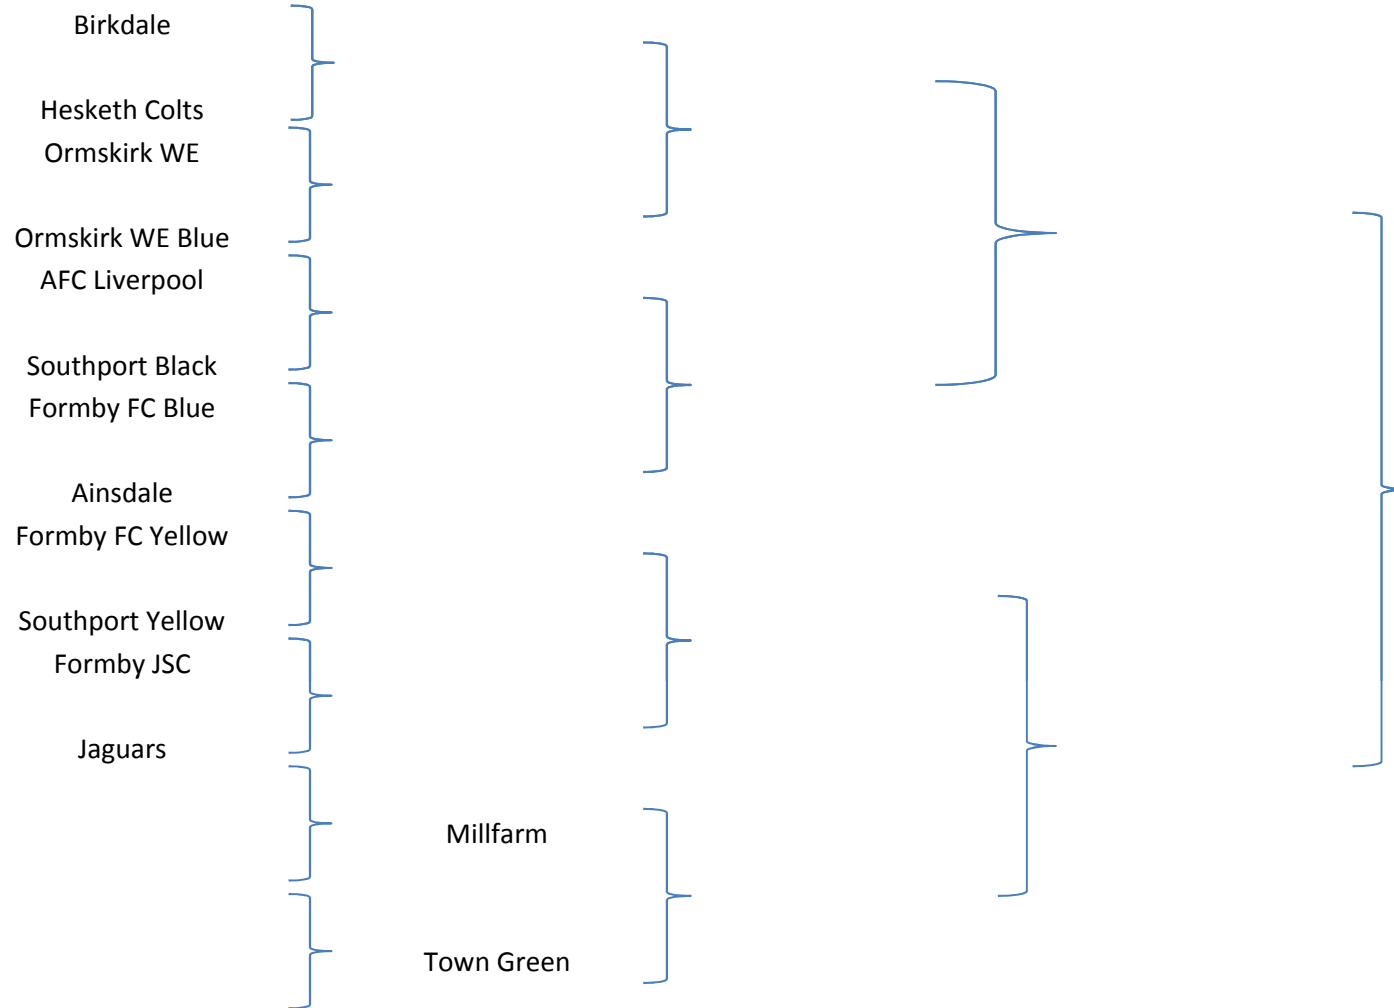 Birkdale
Hesketh Colts
Ormskirk WE
Ormskirk WE Blue
AFC Liverpool
Southport Black
Formby FC Blue
Ainsdale
Formby FC Yellow
Southport Yellow
Formby JSC
Jaguars
Millfarm
Town Green